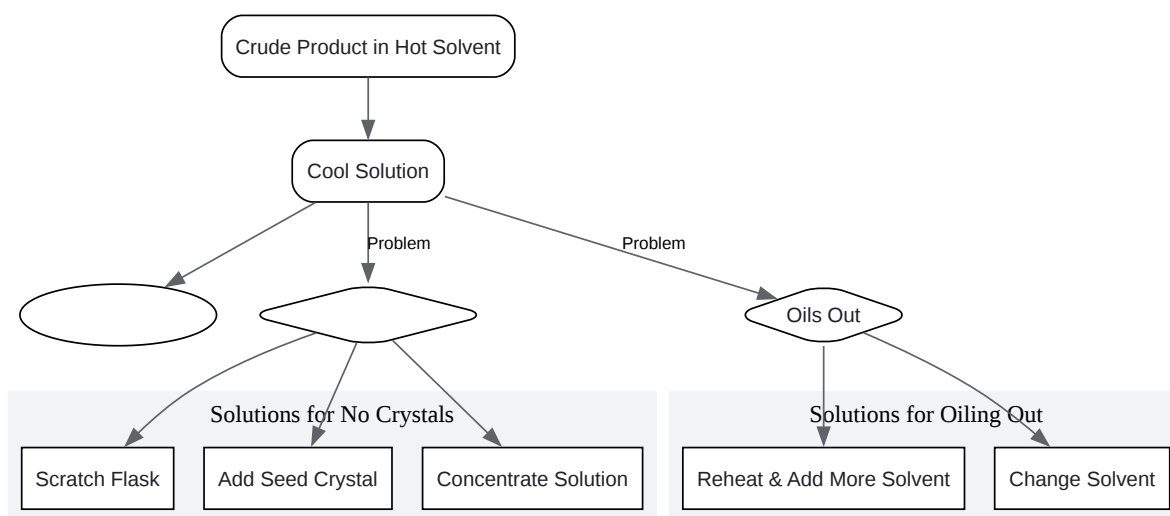 Crude Product in Hot Solvent
Cool Solution
Problem
Problem
Oils Out
Solutions for No Crystals
Solutions for Oiling Out
Scratch Flask
Add Seed Crystal
Concentrate Solution
Reheat & Add More Solvent
Change Solvent